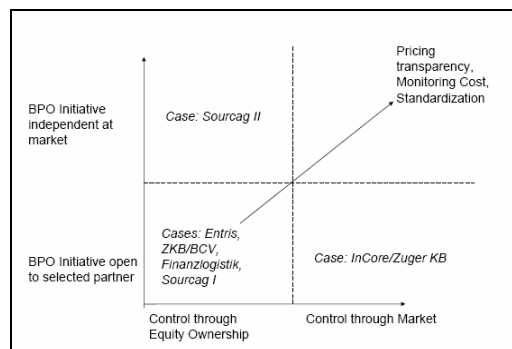 Pricing
transparency,
Monitoring Cost,
Standardization
BPO Initiative
independent at
market
Case: Sourcag II
Cases: Entris,
ZKB/BCV,
Finanzlogistik,
Sourcag I
BPO Initiative open
to selected partner
Case: InCore/Zuger KB
Control through
Equity Ownership
Control through Market